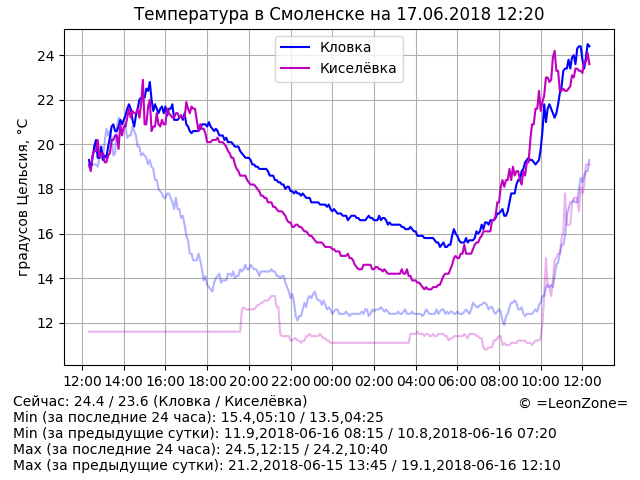 Температура в Смоленске на 17.06.2018 12:20
Кловка
Киселёвка
градусов Цельсия, °C
24
22
20
18
16
14
12
12:00 14:00 16:00 18:00 20:00 22:00 00:00 02:00 04:00 06:00 08:00 10:00 12:00
Сейчас: 24.4 / 23.6 (Кловка / Киселёвка)
© =LeonZone=
Min (за последние 24 часа): 15.4,05:10 / 13.5,04:25
Min (за предыдущие сутки): 11.9,2018-06-16 08:15 / 10.8,2018-06-16 07:20
Max (за последние 24 часа): 24.5,12:15 / 24.2,10:40
Max (за предыдущие сутки): 21.2,2018-06-15 13:45 / 19.1,2018-06-16 12:10